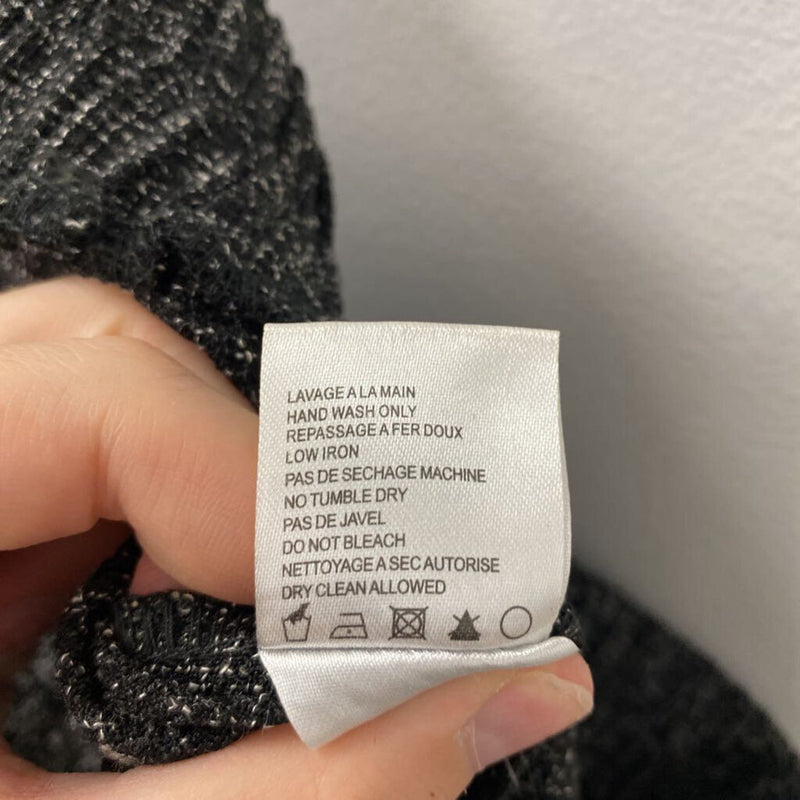 LAVAGE A LA MAIN
HAND WASH ONLY
REPASSAGE A FER DOUX
LOW IRON
PAS DE SECHAGE MACHINE
NO TUMBLE DRY
PAS DE JAVEL
DO NOT BLEACH
NETTOYAGE A SEC AUTORISE
DRY CLEAN ALLOWED